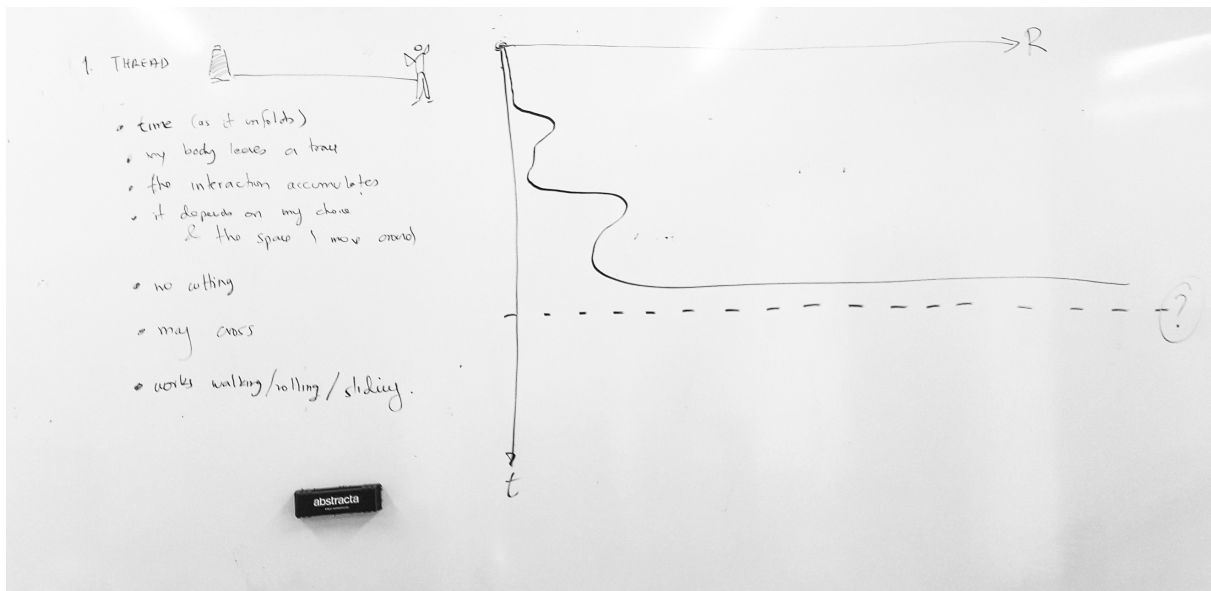 1. THREAD
• time (as it unfolds)
• my body leaves a trace
• the interaction accumulates
• it depends on my choice
& the space I move around
• no cutting
• may cross
• works walking/rolling/sliding.
R
?
t
abstracta